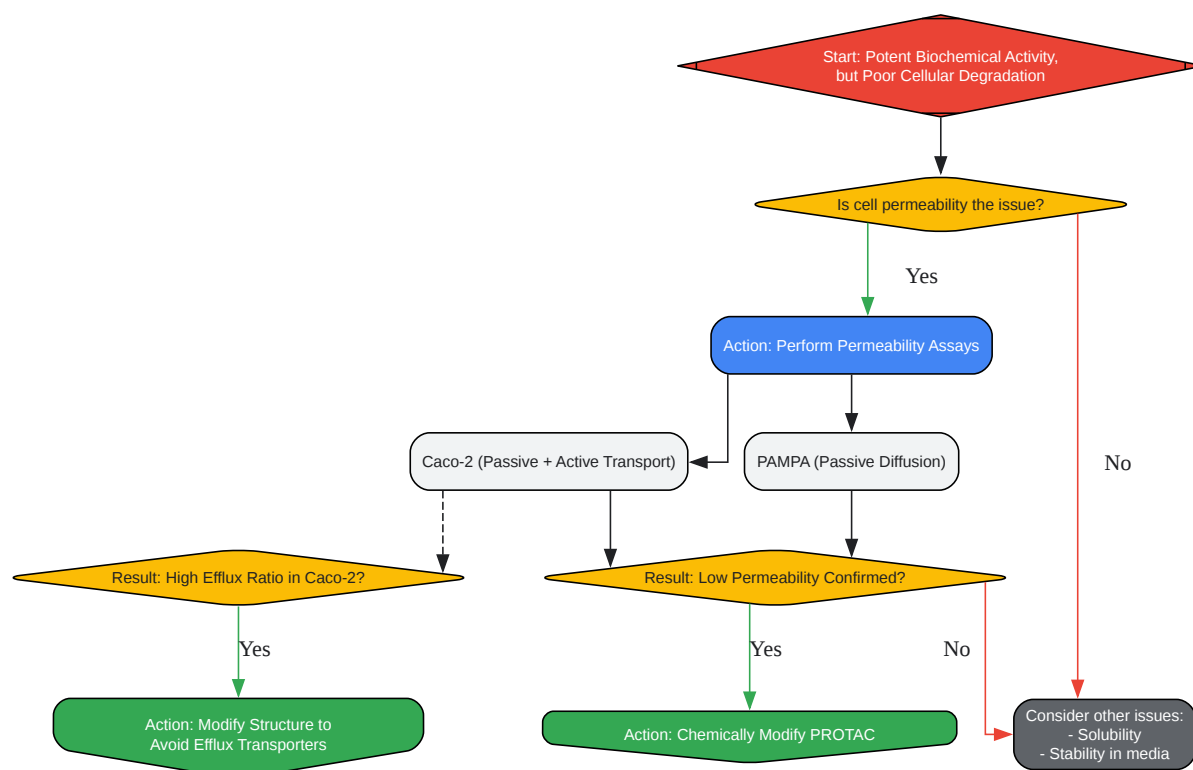 Start: Potent Biochemical Activity,
but Poor Cellular Degradation
Is cell permeability the issue?
Yes
Action: Perform Permeability Assays
Caco-2 (Passive + Active Transport)
PAMPA (Passive Diffusion)
No
Result: High Efflux Ratio in Caco-2?
Result: Low Permeability Confirmed?
Yes
Yes
No
Action: Modify Structure to
Avoid Efflux Transporters
Action: Chemically Modify PROTAC
Consider other issues:
- Solubility
- Stability in media